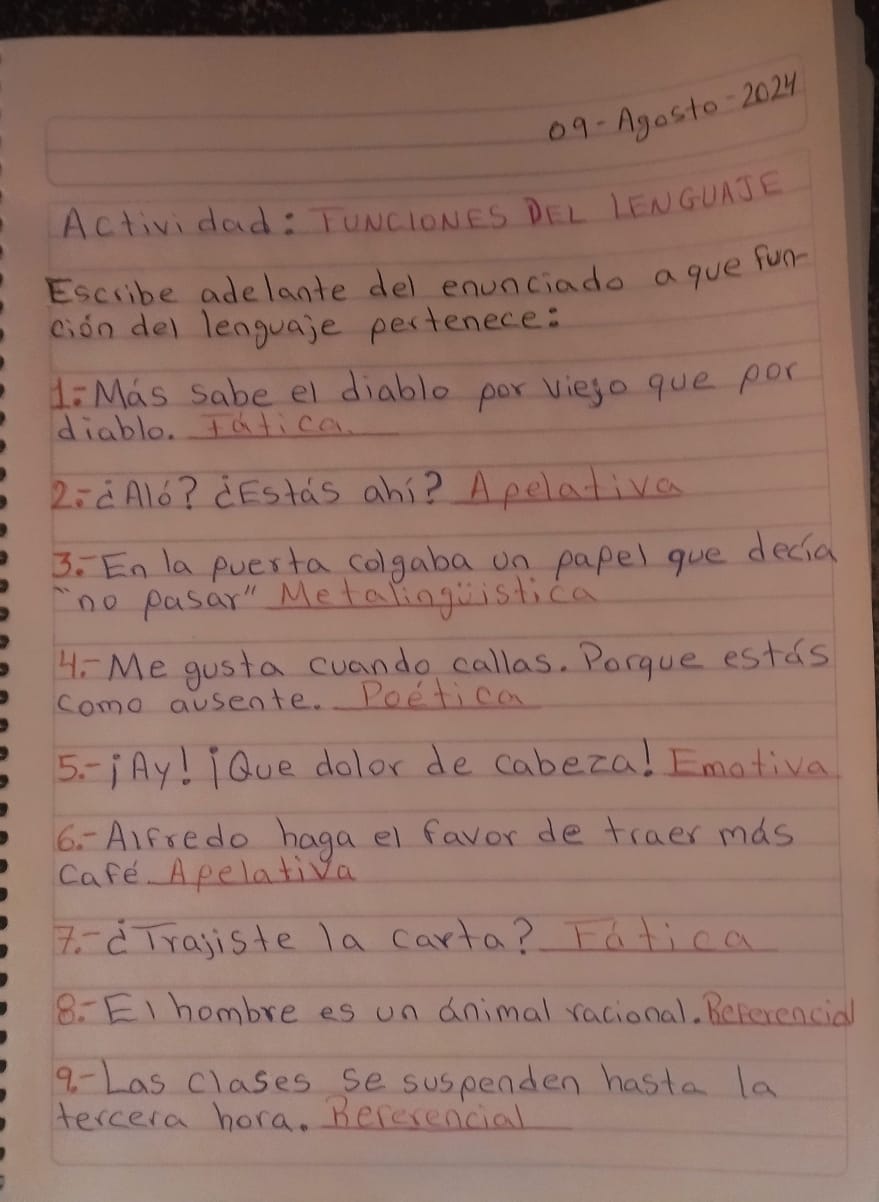 09-Agosto-2024
Actividad: FUNCIONES DEL LENGUAJE
Escribe adelante del enunciado a que fun-
ción del lenguaje pertenece:
1.- Más sabe el diablo por viejo que por
diablo. Fática.
2.- ¿Aló? ¿Estás ahí? Apelativa
3.- En la puerta colgaba un papel que decía
"no pasar" Metalingüistica
4.- Me gusta cuando callas. Porque estás
como ausente. Poética
5.- ¡Ay! ¡Que dolor de cabeza! Emotiva
6.- Alfredo haga el favor de traer más
café Apelativa
7.- ¿Trajiste la carta? Fática
8.- El hombre es un ánimal racional. Referencial
9.- Las clases se suspenden hasta la
tercera hora. Referencial